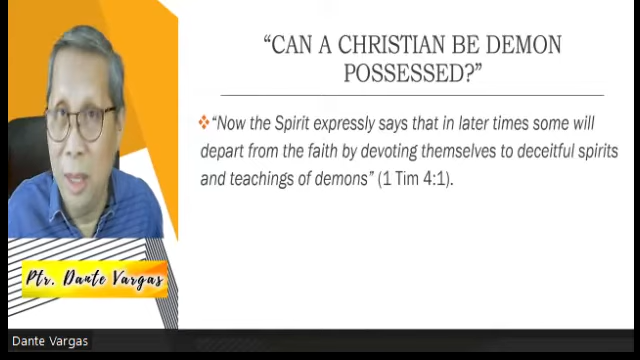 “CAN A CHRISTIAN BE DEMON
POSSESSED?”
“Now the Spirit expressly says that in later times some will
depart from the faith by devoting themselves to deceitful spirits
and teachings of demons” (1 Tim 4:1).
Ptr. Dante Vargas
Dante Vargas